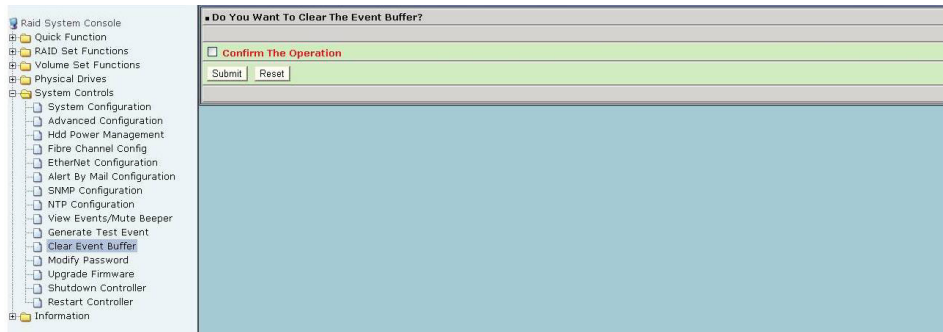 Raid System Console
Quick Function
RAID Set Functions
Volume Set Functions
Physical Drives
System Controls
System Configuration
Advanced Configuration
Hdd Power Management
Fibre Channel Config
EtherNet Configuration
Alert By Mail Configuration
SNMP Configuration
NTP Configuration
View Events/Mute Beeper
Generate Test Event
Clear Event Buffer
Modify Password
Upgrade Firmware
Shutdown Controller
Restart Controller
Information
Do You Want To Clear The Event Buffer?
Confirm The Operation
Submit Reset